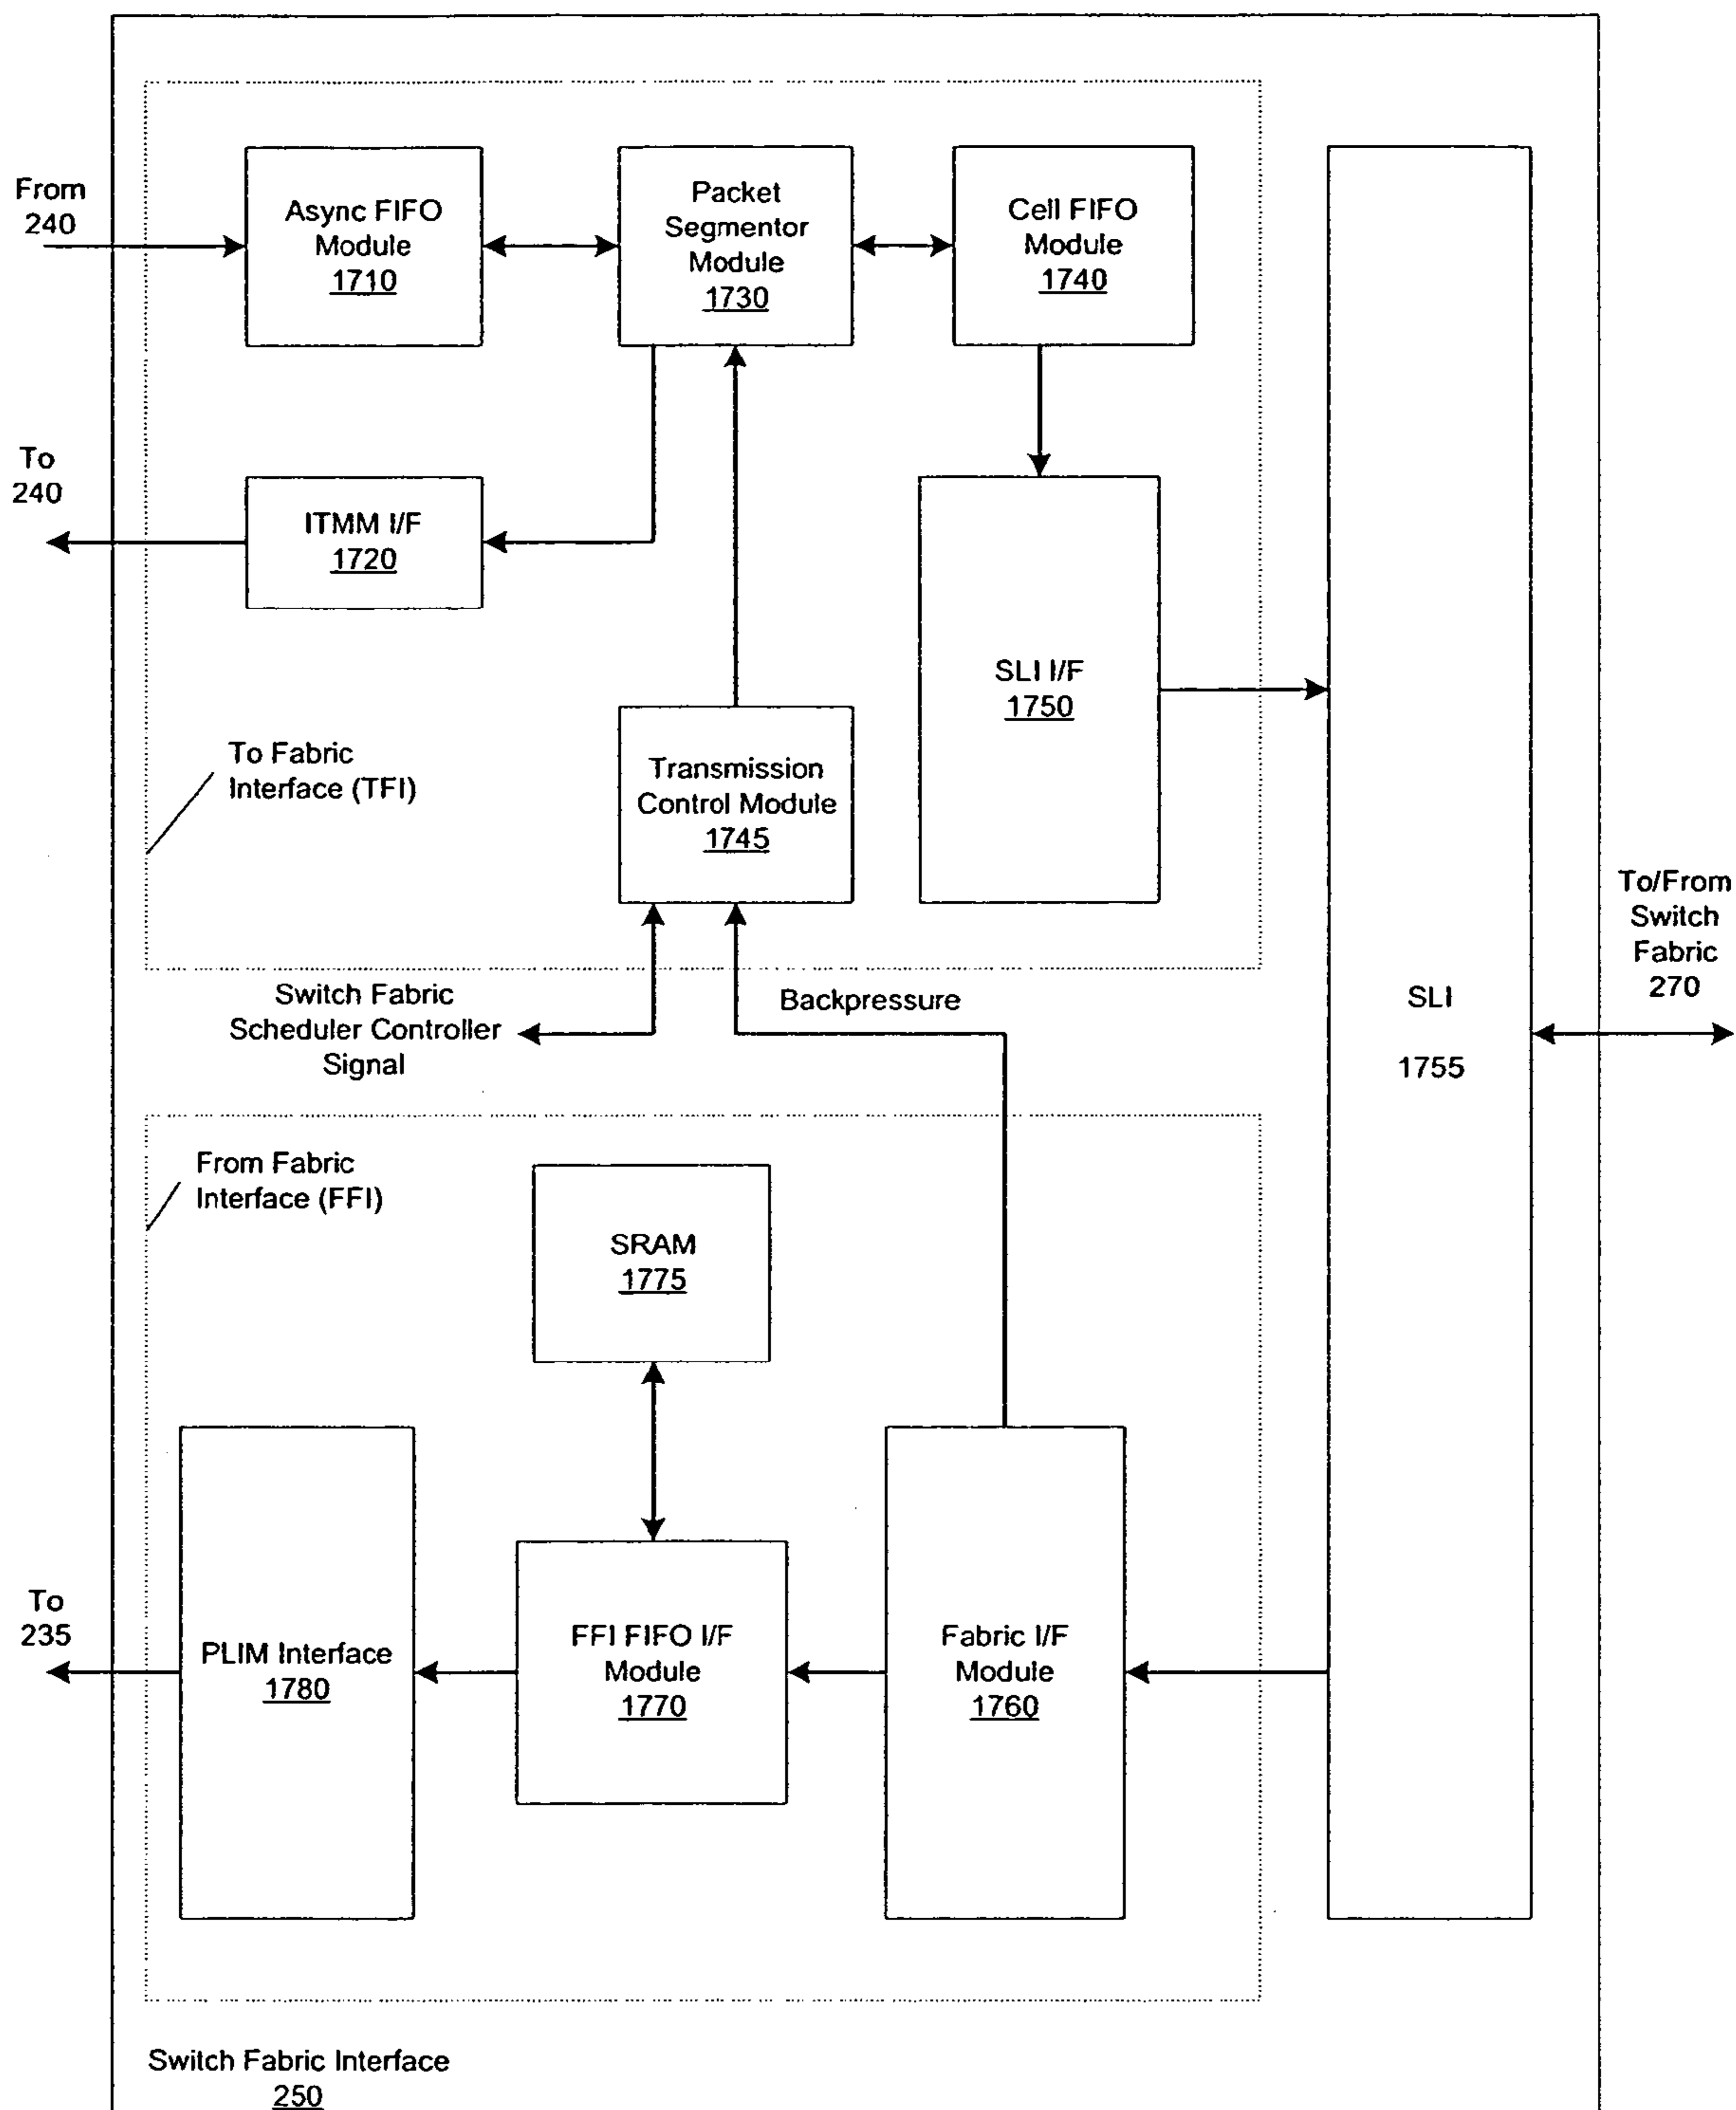 From
240
Async FIFO
Module
1710
Packet
Segmentor
Module
1730
Cell FIFO
Module
1740
To
240
ITMM I/F
1720
SLI I/F
1750
To Fabric
Interface (TFI)
Transmission
Control Module
1745
To/From
Switch
Fabric
270
Switch Fabric
Scheduler Controller
Signal
Backpressure
SLI
1755
From Fabric
Interface (FFI)
SRAM
1775
To
235
PLIM Interface
1780
FFI FIFO I/F
Module
1770
Fabric I/F
Module
1760
Switch Fabric Interface
250